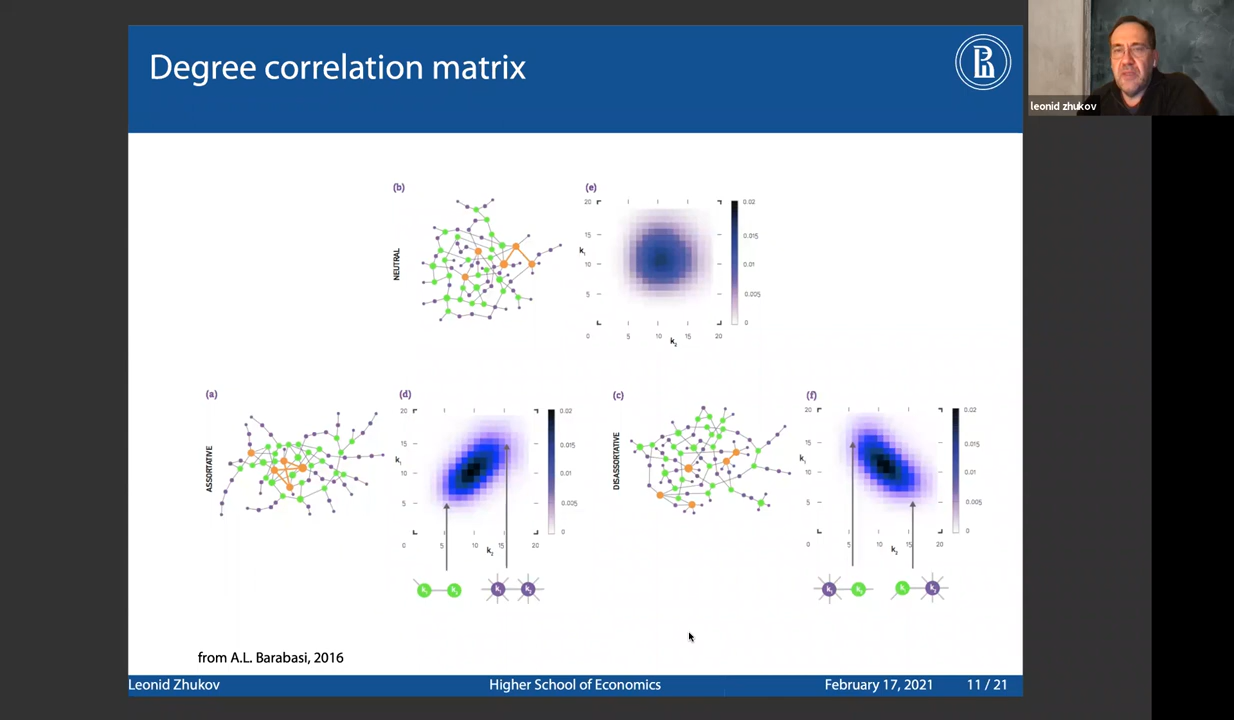 Degree correlation matrix
leonid zhukov
(b)
(e)
NEUTRAL
20
15
10
5
0
5
10
15
20
k₁
k₂
0.02
0.015
0.01
0.005
0
(a)
(d)
ASSORTATIVE
20
15
10
5
0
5
10
15
20
k₁
k₂
0.02
0.015
0.01
0.005
0
(c)
(f)
DISASSORTATIVE
20
15
10
5
0
5
10
15
20
0.02
0.015
0.01
0.005
0
from A.L. Barabasi, 2016
Leonid Zhukov
Higher School of Economics
February 17, 2021
11 / 21